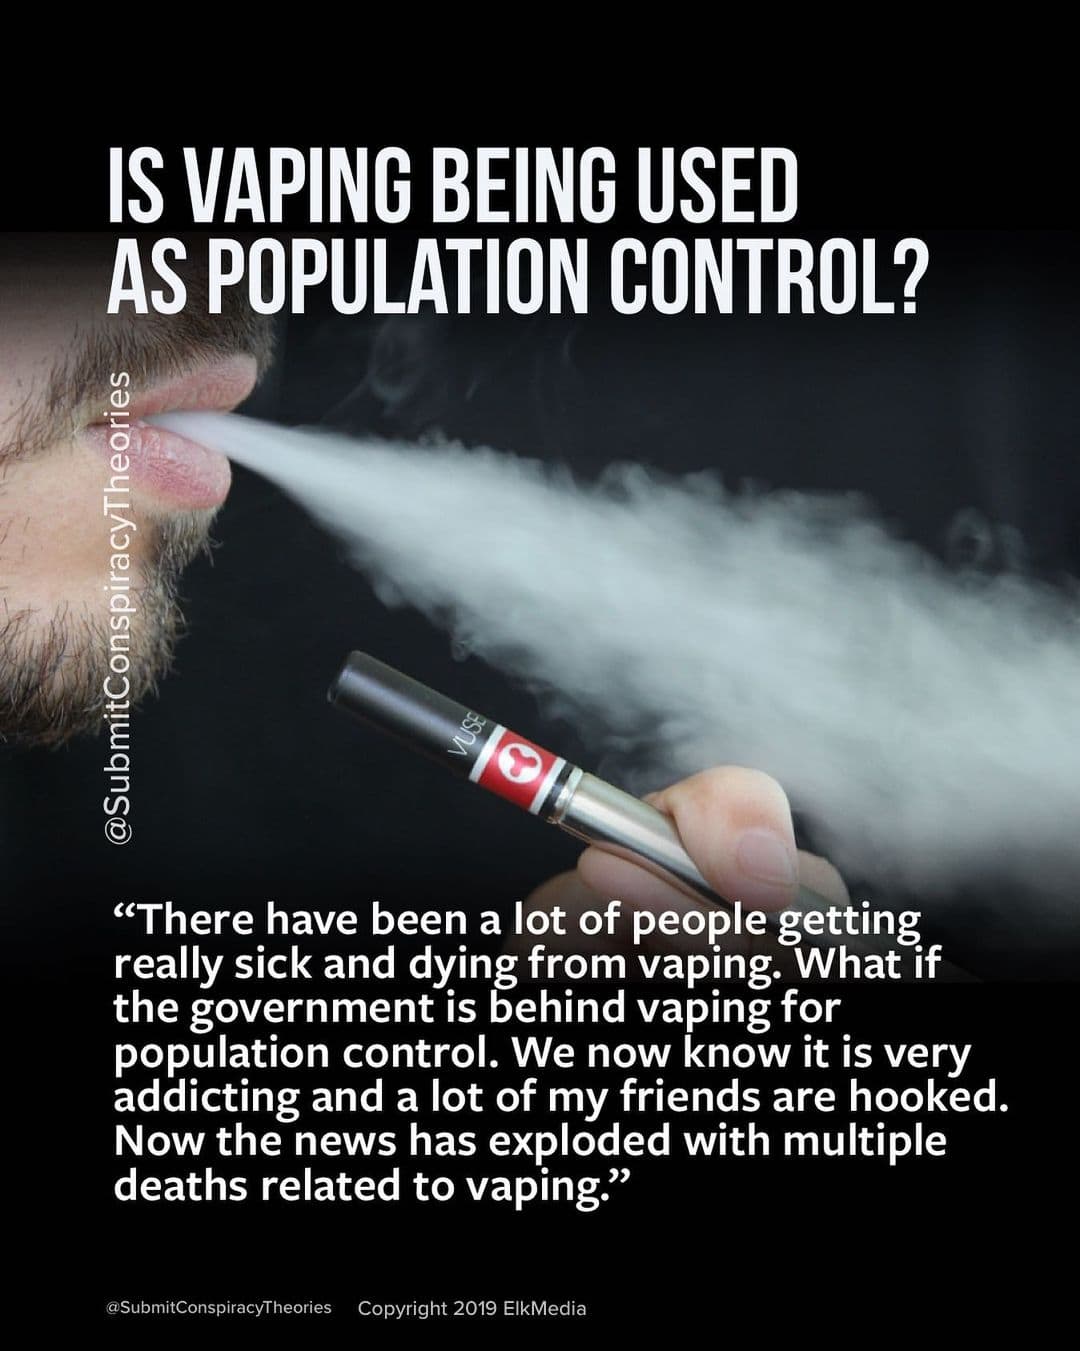 IS VAPING BEING USED
AS POPULATION CONTROL?
@SubmitConspiracyTheories
VUSE
“There have been a lot of people getting
really sick and dying from vaping. What if
the government is behind vaping for
population control. We now know it is very
addicting and a lot of my friends are hooked.
Now the news has exploded with multiple
deaths related to vaping.”
@SubmitConspiracyTheories Copyright 2019 ElkMedia